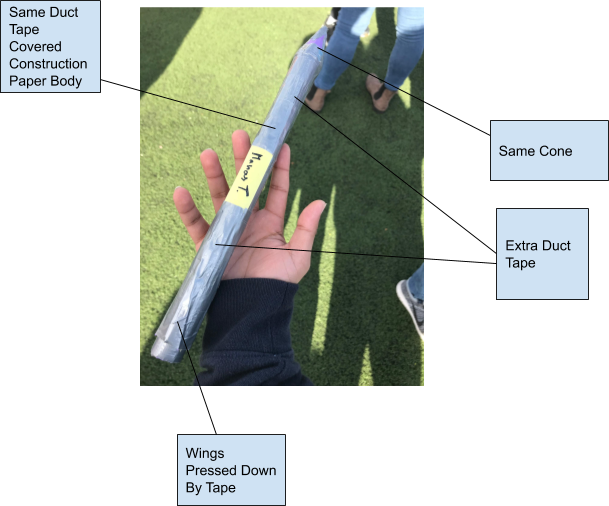 Same Duct
Tape
Covered
Construction
Paper Body
Same Cone
Extra Duct
Tape
Wings
Pressed Down
By Tape